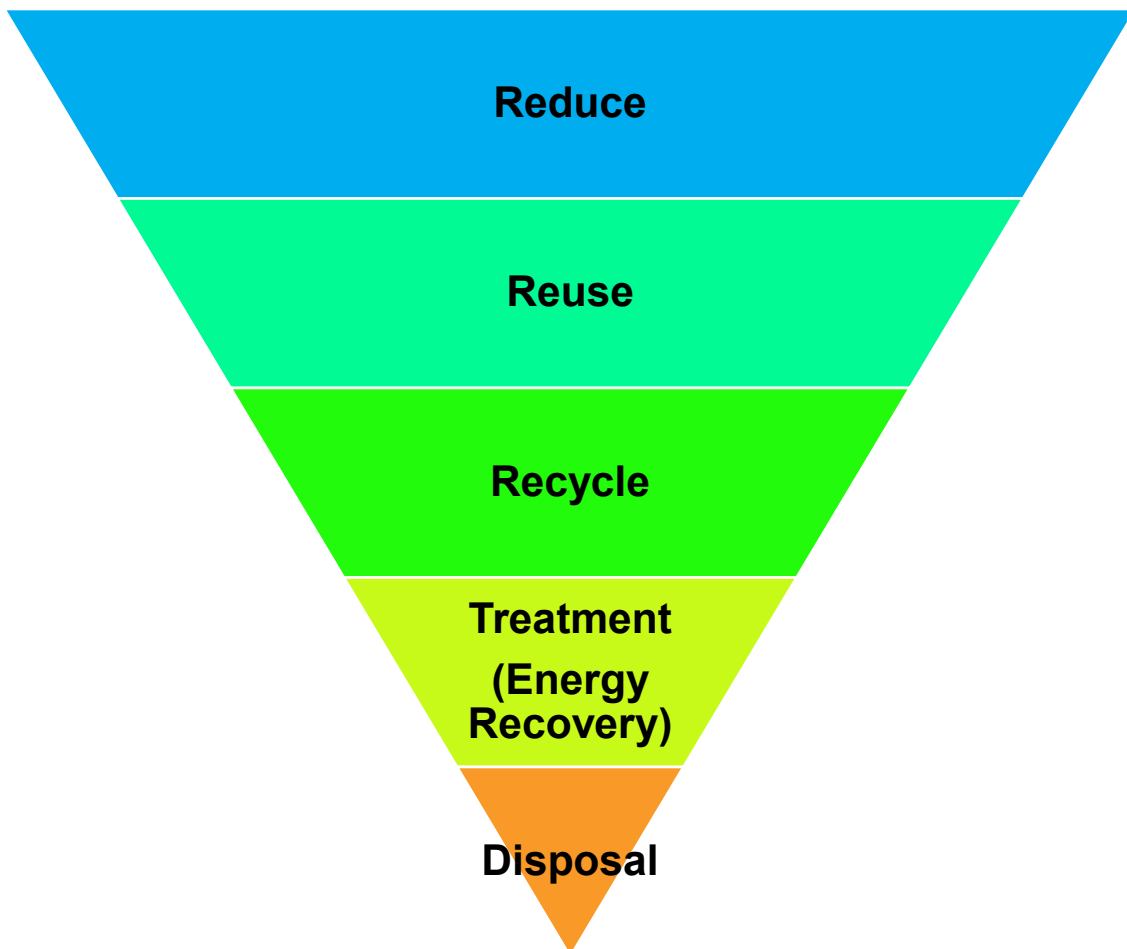 Reduce
Reuse
Recycle
Treatment
(Energy
Recovery)
Disposal